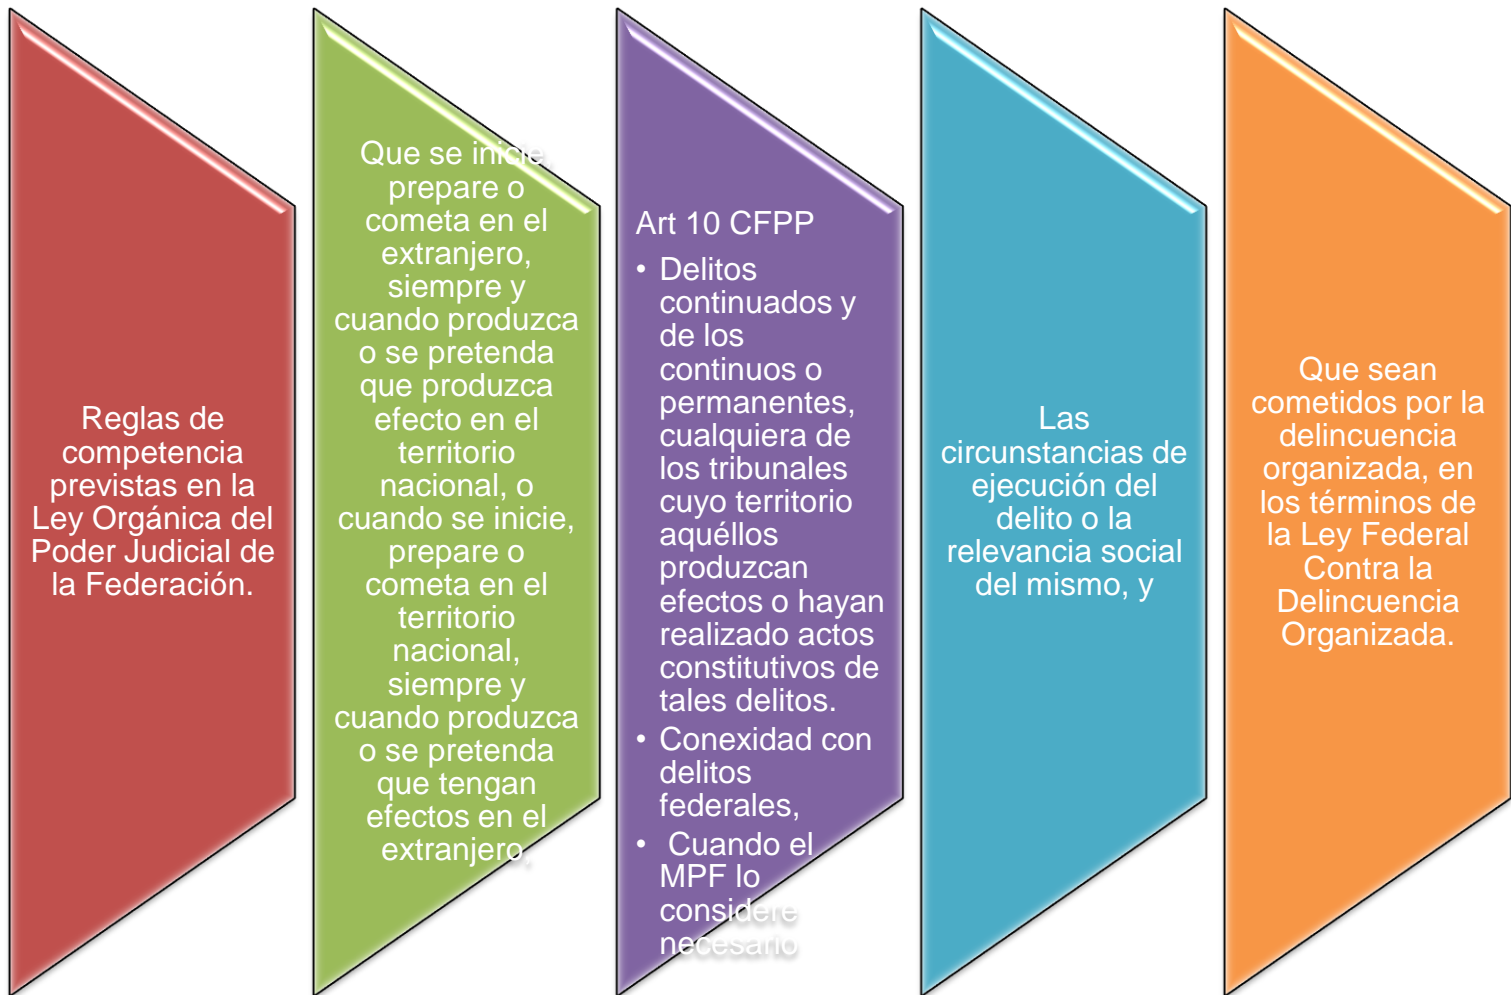 Reglas de
competencia
previstas en la
Ley Orgánica del
Poder Judicial de
la Federación.
Que se inicie,
prepare o
cometa en el
extranjero,
siempre y
cuando produzca
o se pretenda
que produzca
efecto en el
territorio
nacional, o
cuando se inicie,
prepare o
cometa en el
territorio
nacional,
siempre y
cuando produzca
o se pretenda
que tengan
efectos en el
extranjero,
Art 10 CFPP
• Delitos
continuados y
de los
continuos o
permanentes,
cualquiera de
los tribunales
cuyo territorio
aquéllos
produzcan
efectos o hayan
realizado actos
constitutivos de
tales delitos.
• Conexidad con
delitos
federales,
• Cuando el
MPF lo
considere
necesario
Las
circunstancias de
ejecución del
delito o la
relevancia social
del mismo, y
Que sean
cometidos por la
delincuencia
organizada, en
los términos de
la Ley Federal
Contra la
Delincuencia
Organizada.